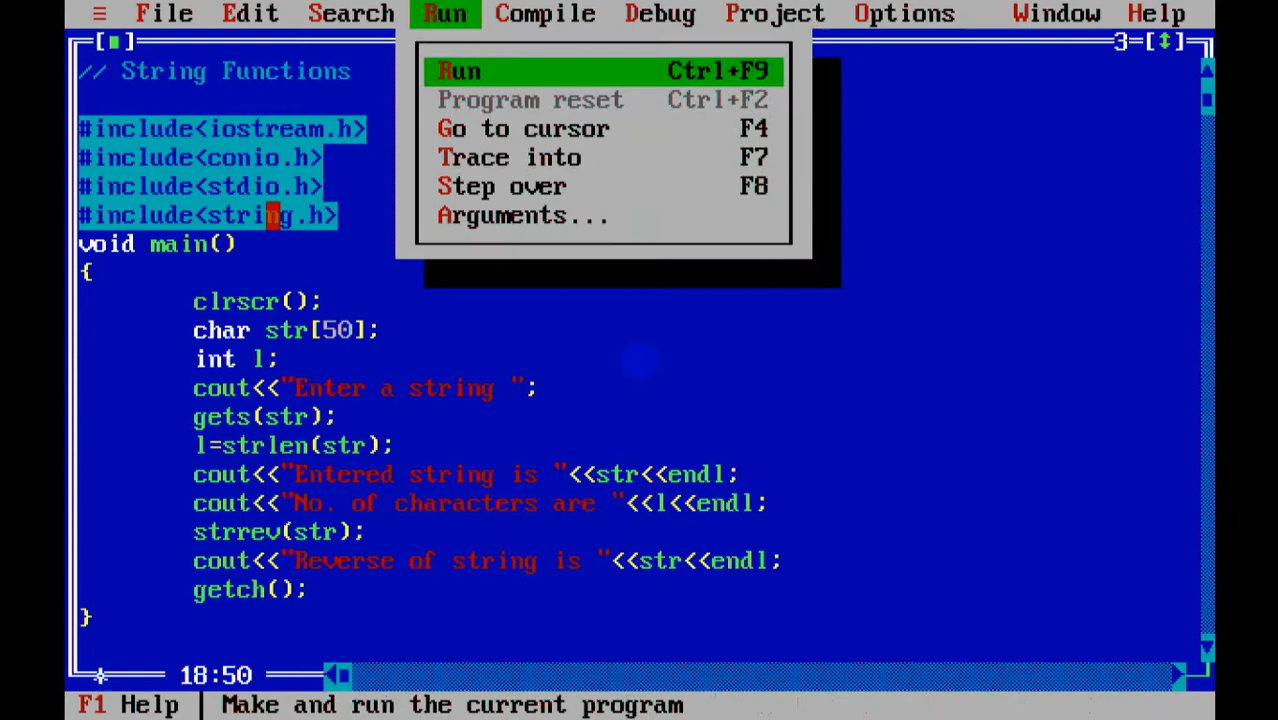 ≡ File Edit Search Run Compile Debug Project Options Window Help
[■] 3=[↕]
// String Functions
Run Ctrl+F9
Program reset Ctrl+F2
Go to cursor F4
Trace into F7
Step over F8
Arguments...
#include<iostream.h>
#include<conio.h>
#include<stdio.h>
#include<string.h>
void main()
{
clrscr();
char str[50];
int l;
cout<<"Enter a string ";
gets(str);
l=strlen(str);
cout<<"Entered string is "<<str<<endl;
cout<<"No. of characters are "<<l<<endl;
strrev(str);
cout<<"Reverse of string is "<<str<<endl;
getch();
}
18:50
F1 Help | Make and run the current program